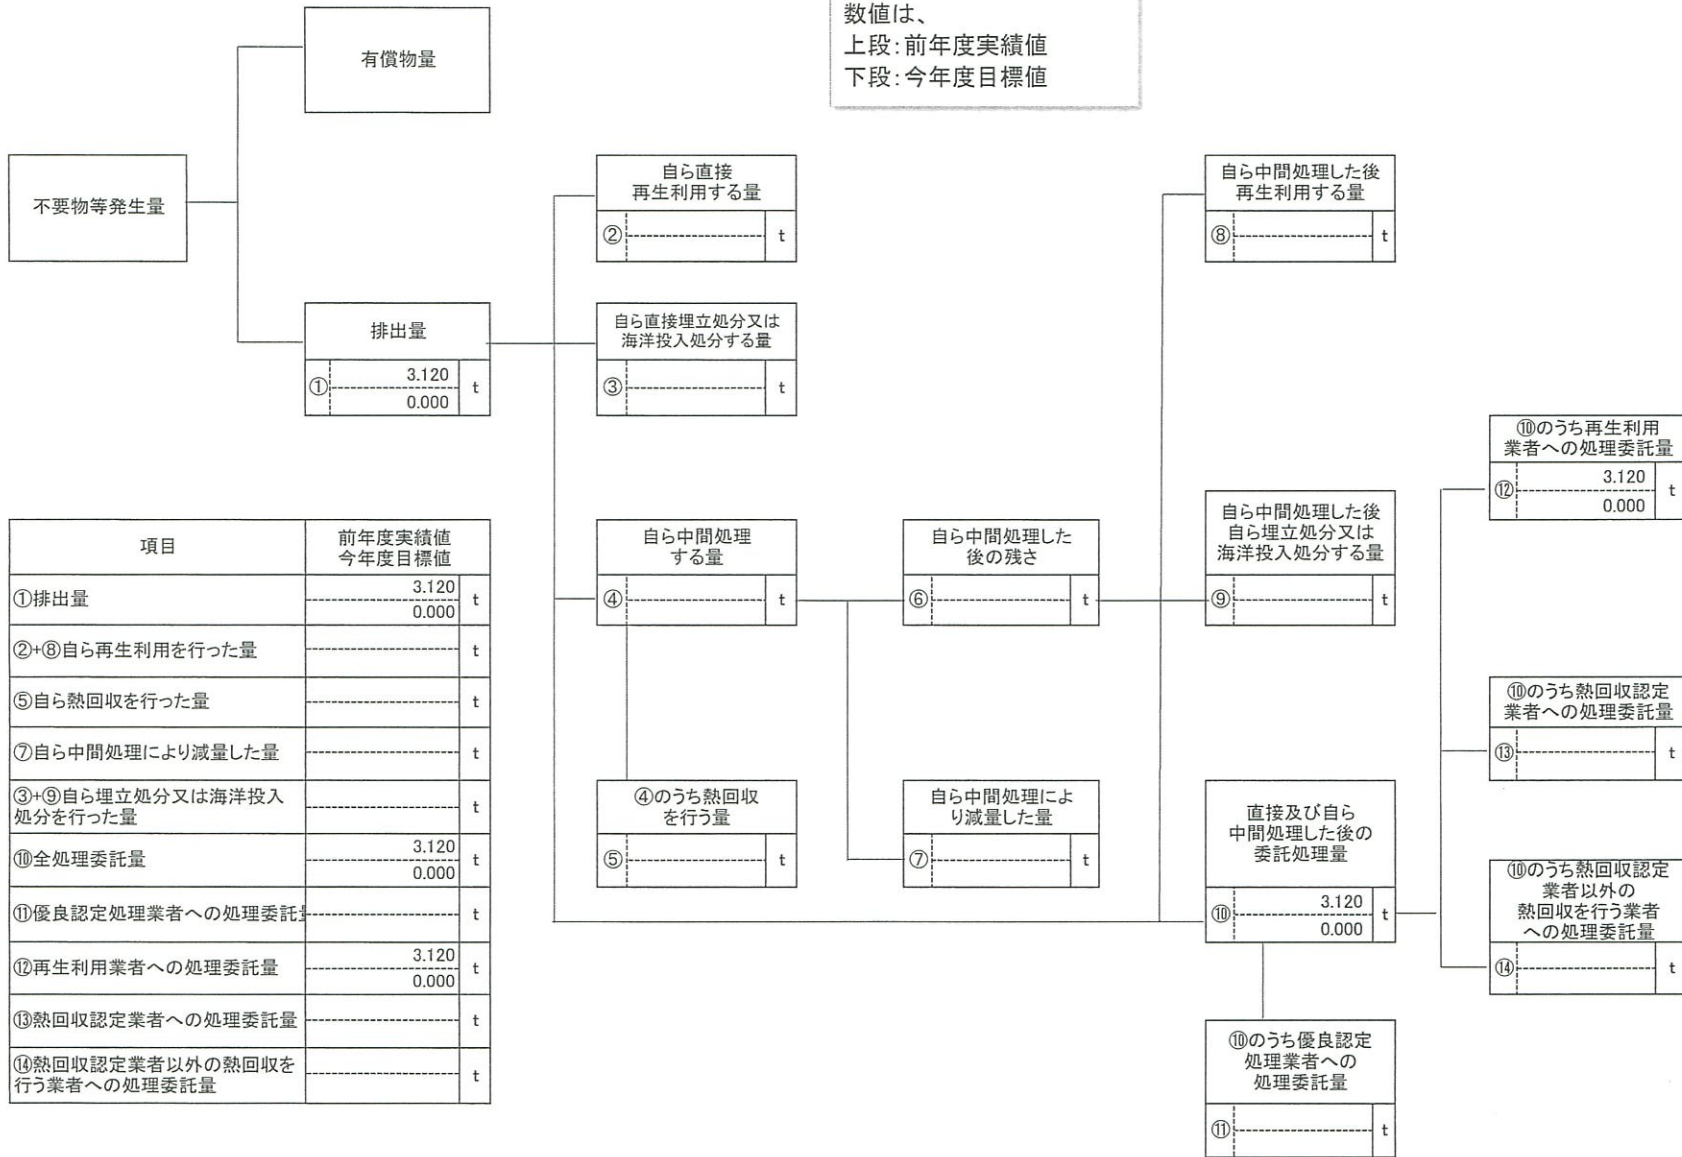 数値は、
上段：前年度実績値
下段：今年度目標値
有償物量
不要物等発生量
自ら直接
再生利用する量
② t
自ら中間処理した後
再生利用する量
⑧ t
排出量
① 3.120 t
0.000
自ら直接埋立処分又は
海洋投入処分する量
③ t
⑩のうち再生利用
業者への処理委託量
⑫ 3.120 t
0.000
自ら中間処理
する量
④ t
自ら中間処理した
後の残さ
⑥ t
自ら中間処理した後
自ら埋立処分又は
海洋投入処分する量
⑨ t
⑩のうち熱回収認定
業者への処理委託量
⑬ t
④のうち熱回収
を行う量
⑤ t
自ら中間処理によ
り減量した量
⑦ t
直接及び自ら
中間処理した後の
委託処理量
⑩ 3.120 t
0.000
⑩のうち熱回収認定
業者以外の
熱回収を行う業者
への処理委託量
⑭ t
⑩のうち優良認定
処理業者への
処理委託量
⑪ t
項目 前年度実績値
今年度目標値
①排出量 3.120 t
0.000
②+⑧自ら再生利用を行った量 t
⑤自ら熱回収を行った量 t
⑦自ら中間処理により減量した量 t
③+⑨自ら埋立処分又は海洋投入
処分を行った量 t
⑩全処理委託量 3.120 t
0.000
⑪優良認定処理業者への処理委託 t
⑫再生利用業者への処理委託量 3.120 t
0.000
⑬熱回収認定業者への処理委託量 t
⑭熱回収認定業者以外の熱回収を
行う業者への処理委託量 t